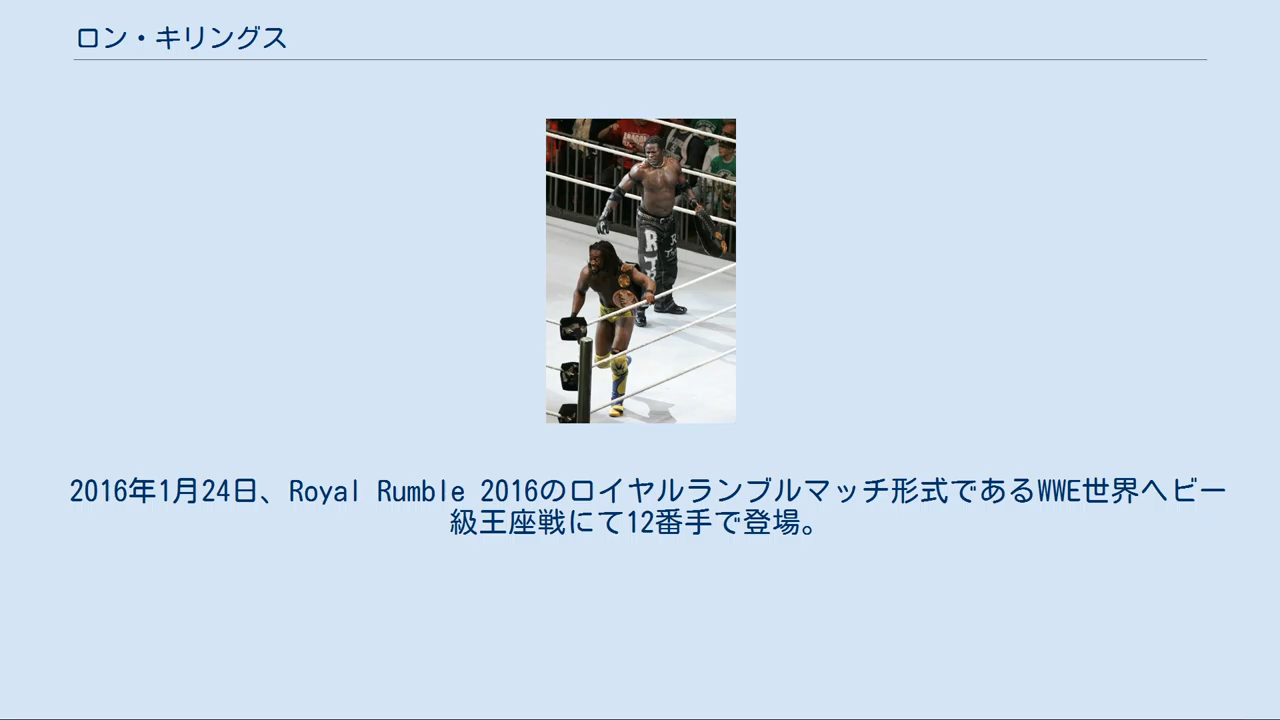 ロン・キリングス
2016年1月24日、Royal Rumble 2016のロイヤルランブルマッチ形式であるWWE世界ヘビー
級王座戦にて12番手で登場。